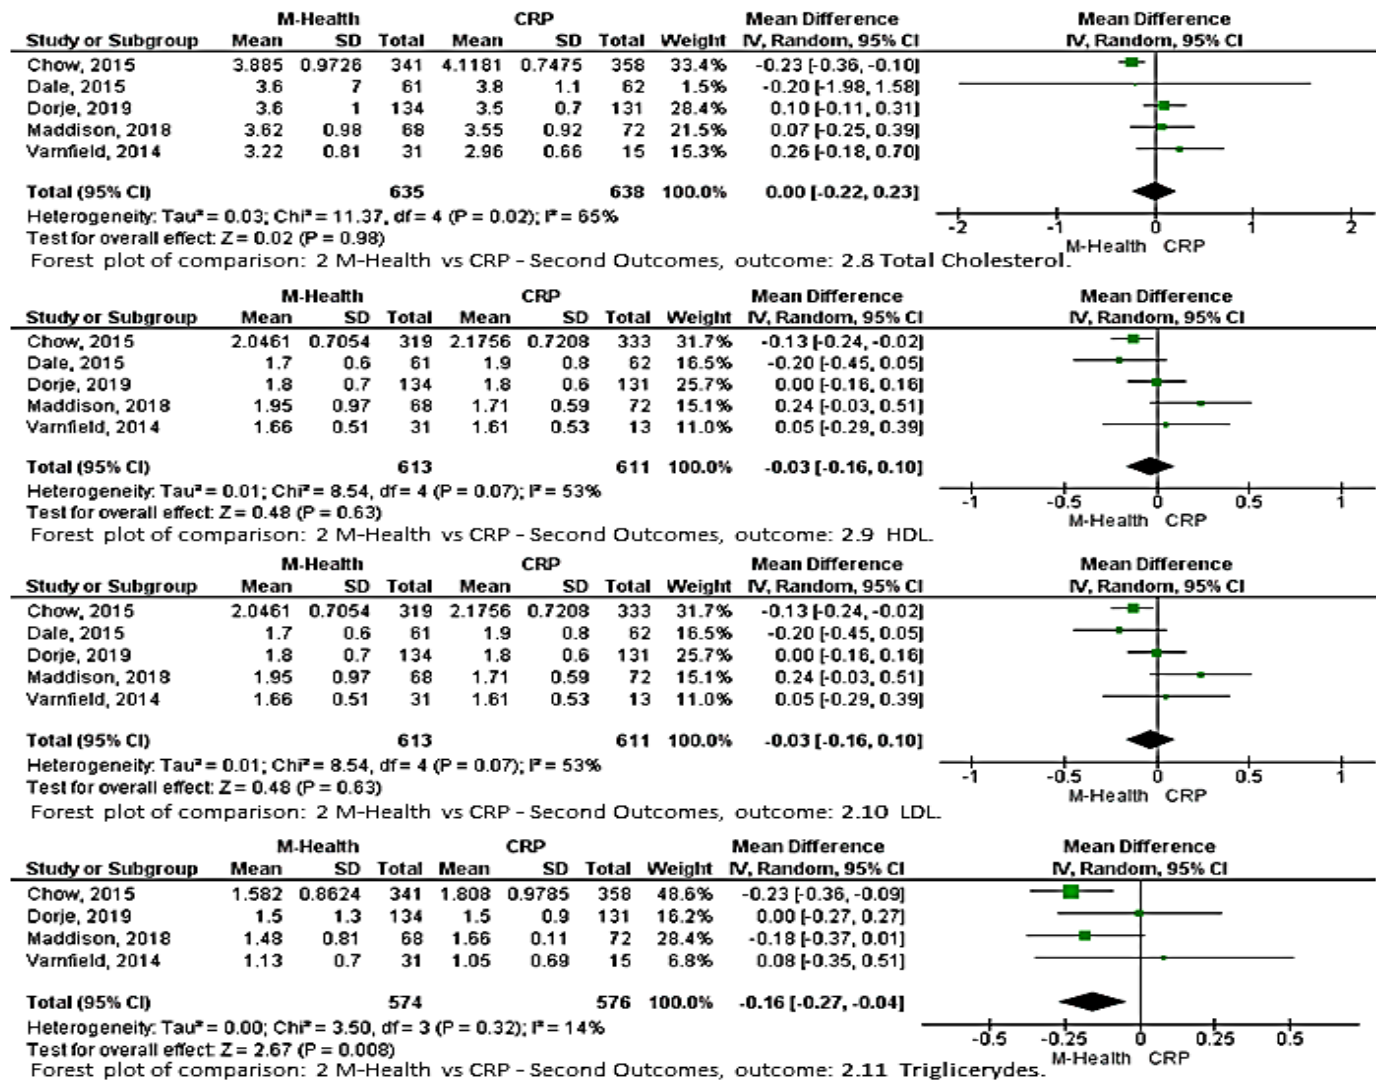 M-Health CRP Mean Difference Mean Difference
Study or Subgroup Mean SD Total Mean SD Total Weight IV, Random, 95% CI IV, Random, 95% CI
Chow, 2015 3.885 0.9726 341 4.1181 0.7475 358 33.4% -0.23 [-0.36, -0.10]
Dale, 2015 3.6 7 61 3.8 1.1 62 1.5% -0.20 [-1.98, 1.58]
Dorje, 2019 3.6 1 134 3.5 0.7 131 28.4% 0.10 [-0.11, 0.31]
Maddison, 2018 3.62 0.98 68 3.55 0.92 72 21.5% 0.07 [-0.25, 0.39]
Varnfield, 2014 3.22 0.81 31 2.96 0.66 15 15.3% 0.26 [-0.18, 0.70]
Total (95% CI) 635 638 100.0% 0.00 [-0.22, 0.23]
Heterogeneity: Tau² = 0.03; Chi² = 11.37, df = 4 (P = 0.02); I² = 65%
Test for overall effect: Z = 0.02 (P = 0.98)
-2 -1 0 1 2
M-Health CRP
Forest plot of comparison: 2 M-Health vs CRP - Second Outcomes, outcome: 2.8 Total Cholesterol.
M-Health CRP Mean Difference Mean Difference
Study or Subgroup Mean SD Total Mean SD Total Weight IV, Random, 95% CI IV, Random, 95% CI
Chow, 2015 2.0461 0.7054 319 2.1756 0.7208 333 31.7% -0.13 [-0.24, -0.02]
Dale, 2015 1.7 0.6 61 1.9 0.8 62 16.5% -0.20 [-0.45, 0.05]
Dorje, 2019 1.8 0.7 134 1.8 0.6 131 25.7% 0.00 [-0.16, 0.16]
Maddison, 2018 1.95 0.97 68 1.71 0.59 72 15.1% 0.24 [-0.03, 0.51]
Varnfield, 2014 1.66 0.51 31 1.61 0.53 13 11.0% 0.05 [-0.29, 0.39]
Total (95% CI) 613 611 100.0% -0.03 [-0.16, 0.10]
Heterogeneity: Tau² = 0.01; Chi² = 8.54, df = 4 (P = 0.07); I² = 53%
Test for overall effect: Z = 0.48 (P = 0.63)
-1 -0.5 0 0.5 1
M-Health CRP
Forest plot of comparison: 2 M-Health vs CRP - Second Outcomes, outcome: 2.9 HDL.
M-Health CRP Mean Difference Mean Difference
Study or Subgroup Mean SD Total Mean SD Total Weight IV, Random, 95% CI IV, Random, 95% CI
Chow, 2015 2.0461 0.7054 319 2.1756 0.7208 333 31.7% -0.13 [-0.24, -0.02]
Dale, 2015 1.7 0.6 61 1.9 0.8 62 16.5% -0.20 [-0.45, 0.05]
Dorje, 2019 1.8 0.7 134 1.8 0.6 131 25.7% 0.00 [-0.16, 0.16]
Maddison, 2018 1.95 0.97 68 1.71 0.59 72 15.1% 0.24 [-0.03, 0.51]
Varnfield, 2014 1.66 0.51 31 1.61 0.53 13 11.0% 0.05 [-0.29, 0.39]
Total (95% CI) 613 611 100.0% -0.03 [-0.16, 0.10]
Heterogeneity: Tau² = 0.01; Chi² = 8.54, df = 4 (P = 0.07); I² = 53%
Test for overall effect: Z = 0.48 (P = 0.63)
-1 -0.5 0 0.5 1
M-Health CRP
Forest plot of comparison: 2 M-Health vs CRP - Second Outcomes, outcome: 2.10 LDL.
M-Health CRP Mean Difference Mean Difference
Study or Subgroup Mean SD Total Mean SD Total Weight IV, Random, 95% CI IV, Random, 95% CI
Chow, 2015 1.582 0.8624 341 1.808 0.9785 358 48.6% -0.23 [-0.36, -0.09]
Dorje, 2019 1.5 1.3 134 1.5 0.9 131 16.2% 0.00 [-0.27, 0.27]
Maddison, 2018 1.48 0.81 68 1.66 0.11 72 28.4% -0.18 [-0.37, 0.01]
Varnfield, 2014 1.13 0.7 31 1.05 0.69 15 6.8% 0.08 [-0.35, 0.51]
Total (95% CI) 574 576 100.0% -0.16 [-0.27, -0.04]
Heterogeneity: Tau² = 0.00; Chi² = 3.50, df = 3 (P = 0.32); I² = 14%
Test for overall effect: Z = 2.67 (P = 0.008)
-0.5 -0.25 0 0.25 0.5
M-Health CRP
Forest plot of comparison: 2 M-Health vs CRP - Second Outcomes, outcome: 2.11 Triglicerydes.